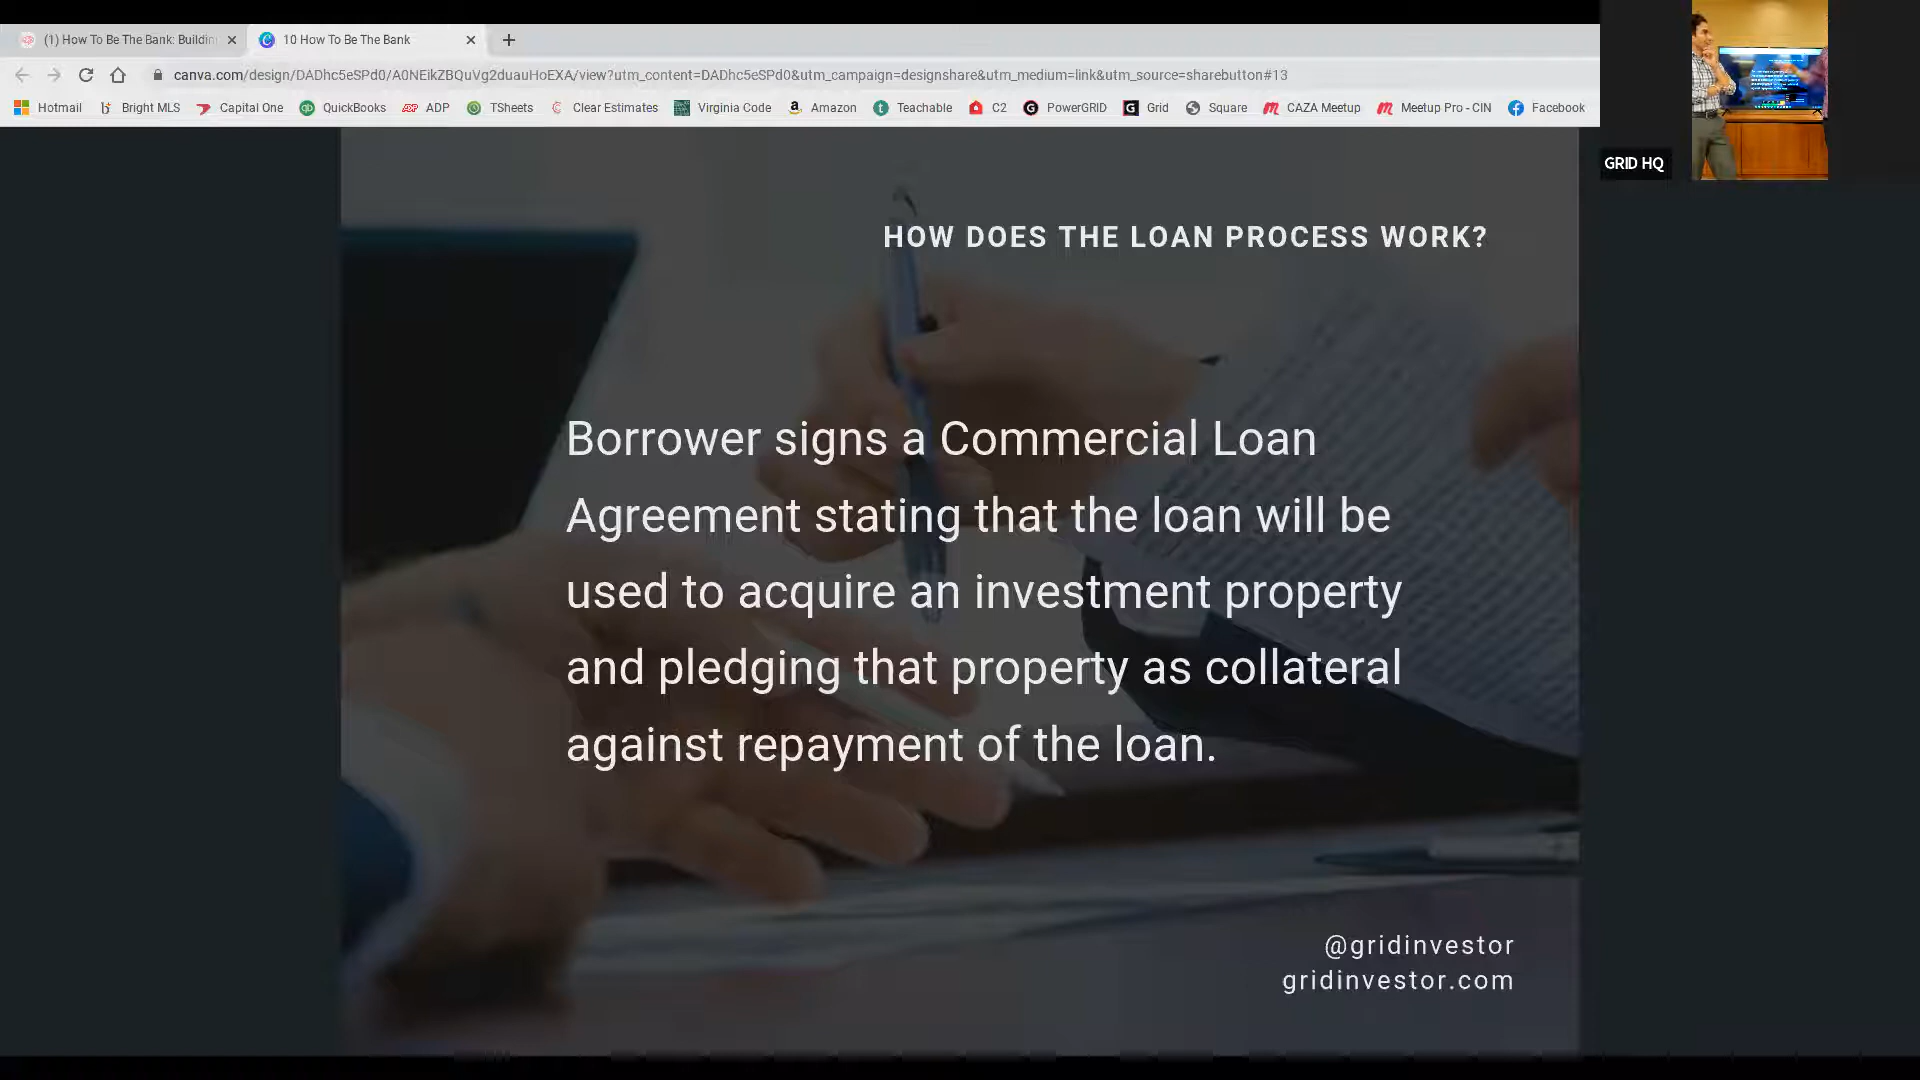 (1) How To Be The Bank: Buildin
10 How To Be The Bank
canva.com/design/DADhc5eSPd0/A0NEikZBQuVg2duauHoEXA/view?utm_content=DADhc5eSPd0&utm_campaign=designshare&utm_medium=link&utm_source=sharebutton#13
Hotmail Bright MLS Capital One QuickBooks ADP TSheets Clear Estimates Virginia Code Amazon Teachable C2 PowerGRID Grid Square CAZA Meetup Meetup Pro - CIN Facebook
GRID HQ
HOW DOES THE LOAN PROCESS WORK?
Borrower signs a Commercial Loan
Agreement stating that the loan will be
used to acquire an investment property
and pledging that property as collateral
against repayment of the loan.
@gridinvestor
gridinvestor.com